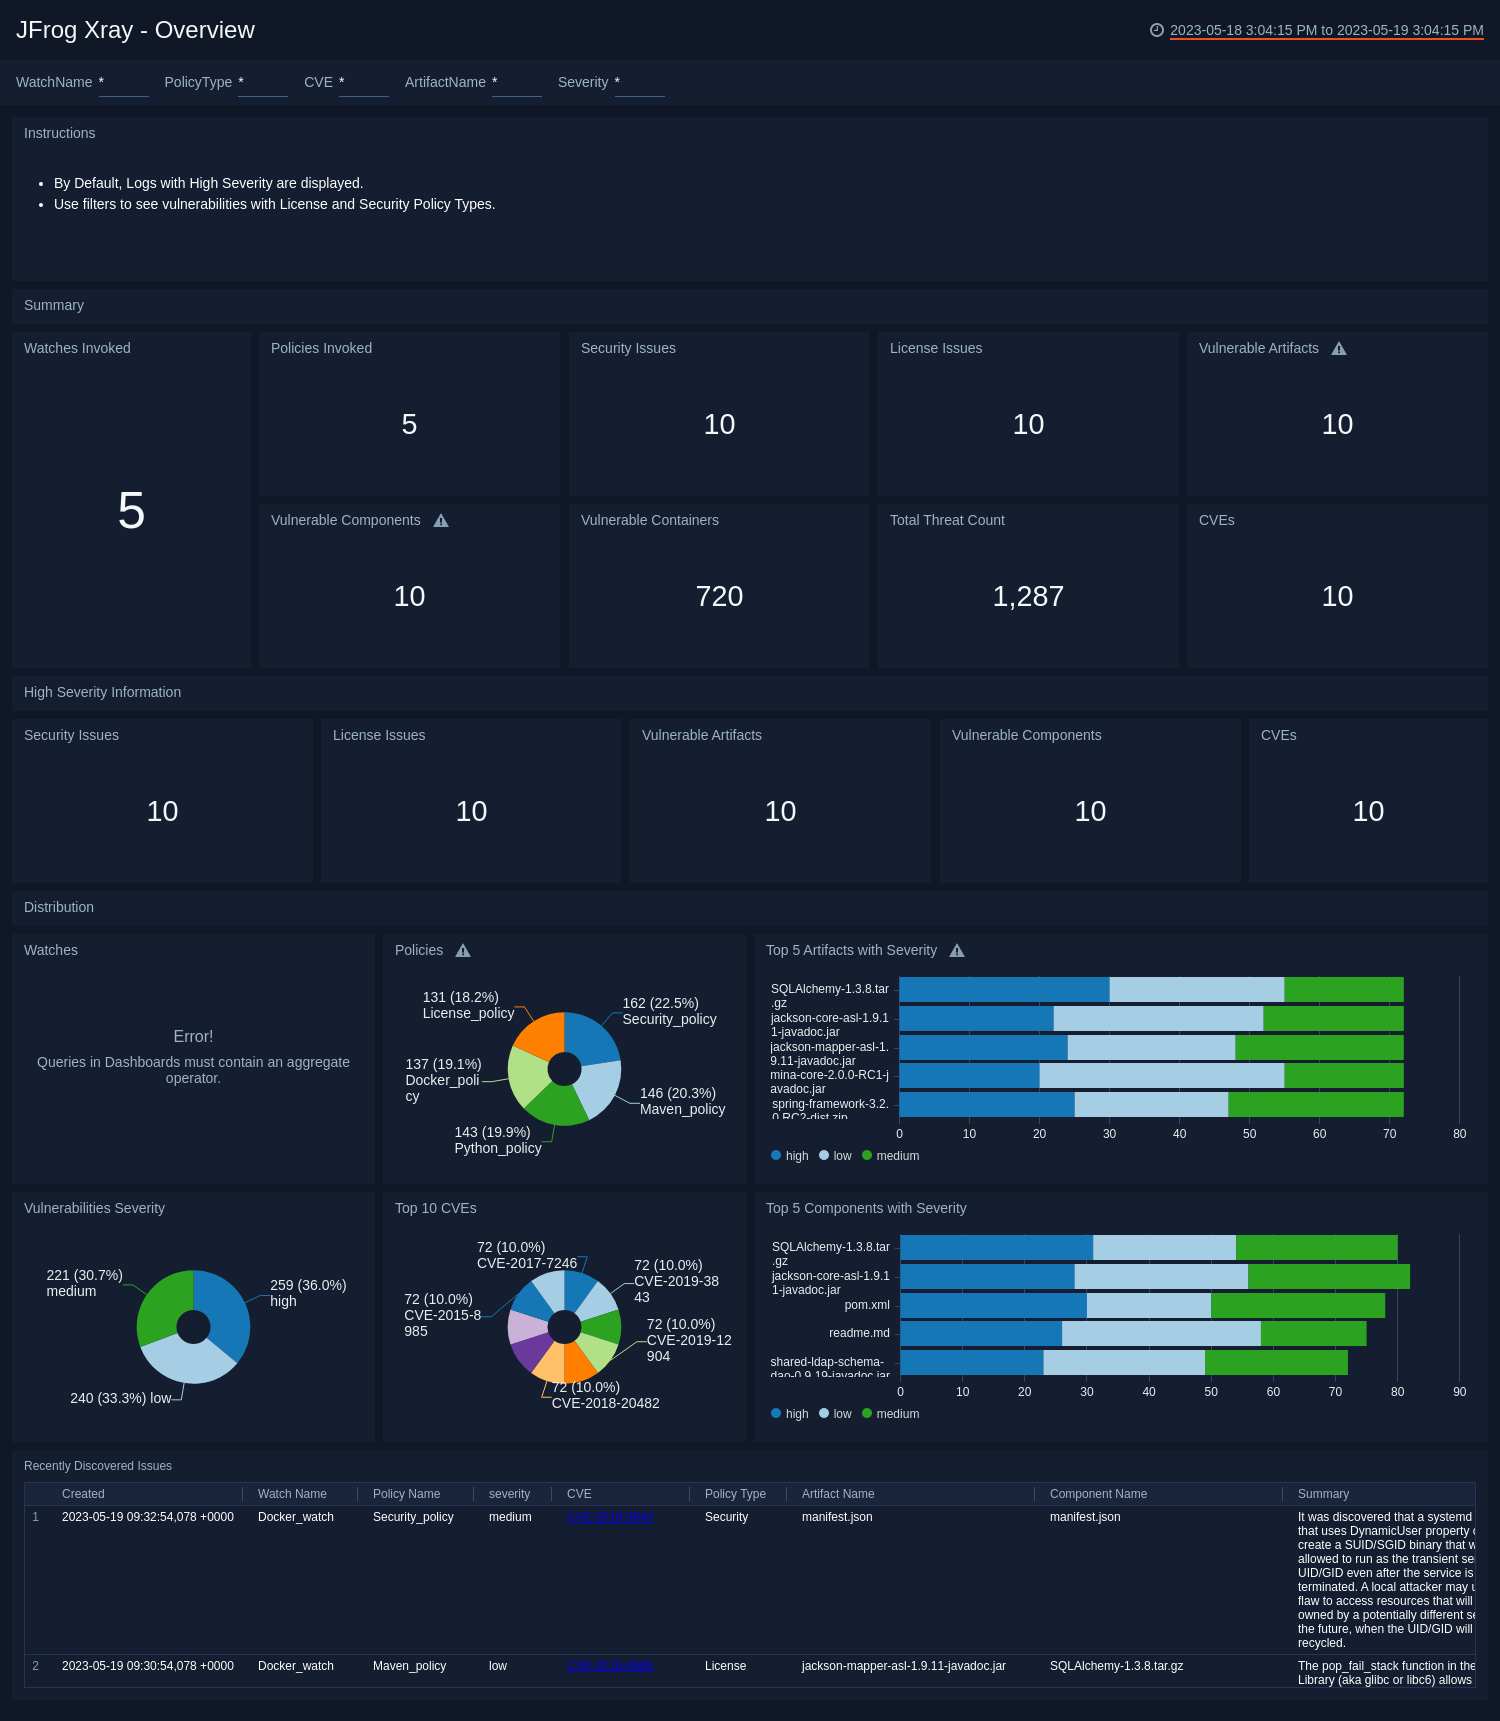 JFrog Xray - Overview
2023-05-18 3:04:15 PM to 2023-05-19 3:04:15 PM
WatchName * PolicyType * CVE * ArtifactName * Severity *
Instructions
• By Default, Logs with High Severity are displayed.
• Use filters to see vulnerabilities with License and Security Policy Types.
Summary
Watches Invoked
5
Policies Invoked
5
Security Issues
10
License Issues
10
Vulnerable Artifacts
10
Vulnerable Components
10
Vulnerable Containers
720
Total Threat Count
1,287
CVEs
10
High Severity Information
Security Issues
10
License Issues
10
Vulnerable Artifacts
10
Vulnerable Components
10
CVEs
10
Distribution
Watches
Error!
Queries in Dashboards must contain an aggregate
operator.
Policies
131 (18.2%)
License_policy
162 (22.5%)
Security_policy
137 (19.1%)
Docker_poli
cy
146 (20.3%)
Maven_policy
143 (19.9%)
Python_policy
Top 5 Artifacts with Severity
SQLAlchemy-1.3.8.tar
.gz
jackson-core-asl-1.9.1
1-javadoc.jar
jackson-mapper-asl-1.
9.11-javadoc.jar
mina-core-2.0.0-RC1-j
avadoc.jar
spring-framework-3.2.
0.RC2-dist.zip
0 10 20 30 40 50 60 70 80
high low medium
Vulnerabilities Severity
221 (30.7%)
medium
259 (36.0%)
high
240 (33.3%) low
Top 10 CVEs
72 (10.0%)
CVE-2017-7246
72 (10.0%)
CVE-2019-38
43
72 (10.0%)
CVE-2015-8
985
72 (10.0%)
CVE-2019-12
904
72 (10.0%)
CVE-2018-20482
Top 5 Components with Severity
SQLAlchemy-1.3.8.tar
.gz
jackson-core-asl-1.9.1
1-javadoc.jar
pom.xml
readme.md
shared-ldap-schema-
dao-0.9.19-javadoc.jar
0 10 20 30 40 50 60 70 80 90
high low medium
Recently Discovered Issues
Created Watch Name Policy Name severity CVE Policy Type Artifact Name Component Name Summary
1 2023-05-19 09:32:54,078 +0000 Docker_watch Security_policy medium CVE-2019-3843 Security manifest.json manifest.json It was discovered that a systemd
that uses DynamicUser property
create a SUID/SGID binary that
allowed to run as the transient
UID/GID even after the service is
terminated. A local attacker may
flaw to access resources that will
owned by a potentially different
the future, when the UID/GID will
recycled.
2 2023-05-19 09:30:54,078 +0000 Docker_watch Maven_policy low CVE-2015-8985 License jackson-mapper-asl-1.9.11-javadoc.jar SQLAlchemy-1.3.8.tar.gz The pop_fail_stack function in the
Library (aka glibc or libc6) allows